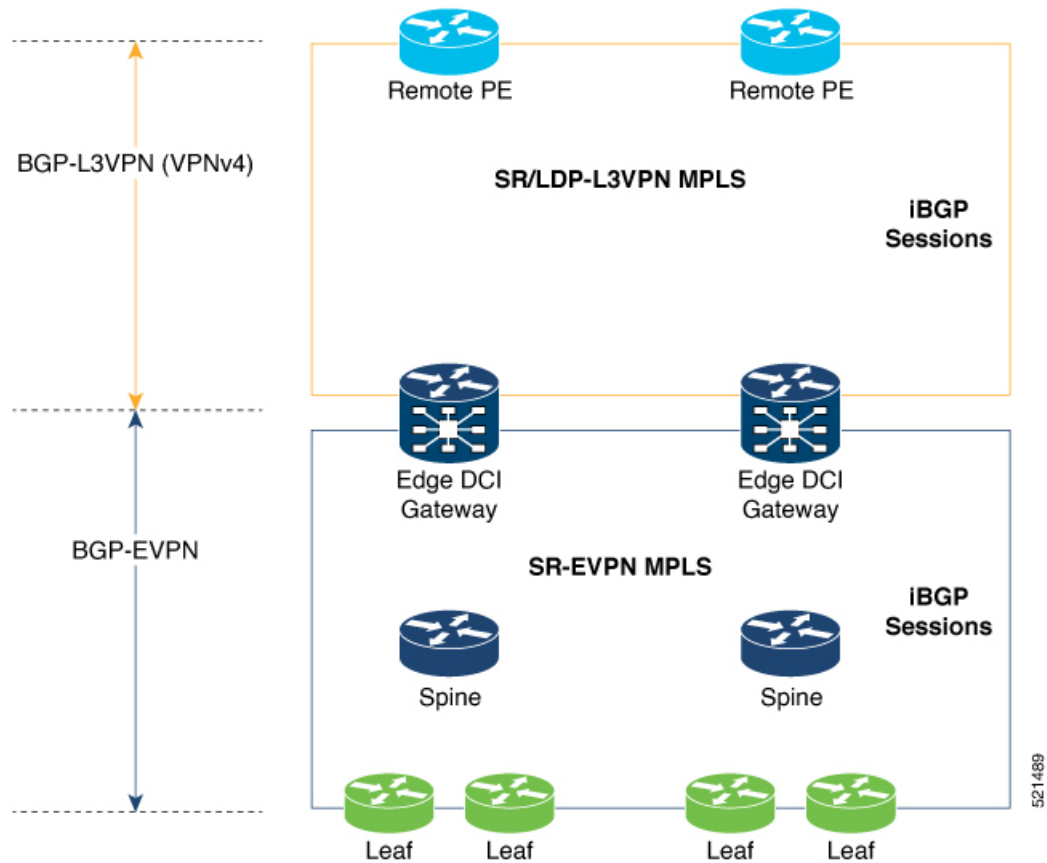 Remote PE
Remote PE
BGP-L3VPN (VPNv4)
SR/LDP-L3VPN MPLS
iBGP
Sessions
Edge DCI
Gateway
Edge DCI
Gateway
BGP-EVPN
SR-EVPN MPLS
iBGP
Sessions
Spine
Spine
Leaf
Leaf
Leaf
Leaf
521489